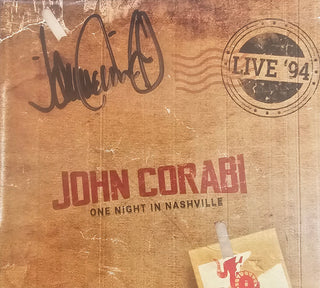 LIVE '94
JOHN CORABI
ONE NIGHT IN NASHVILLE